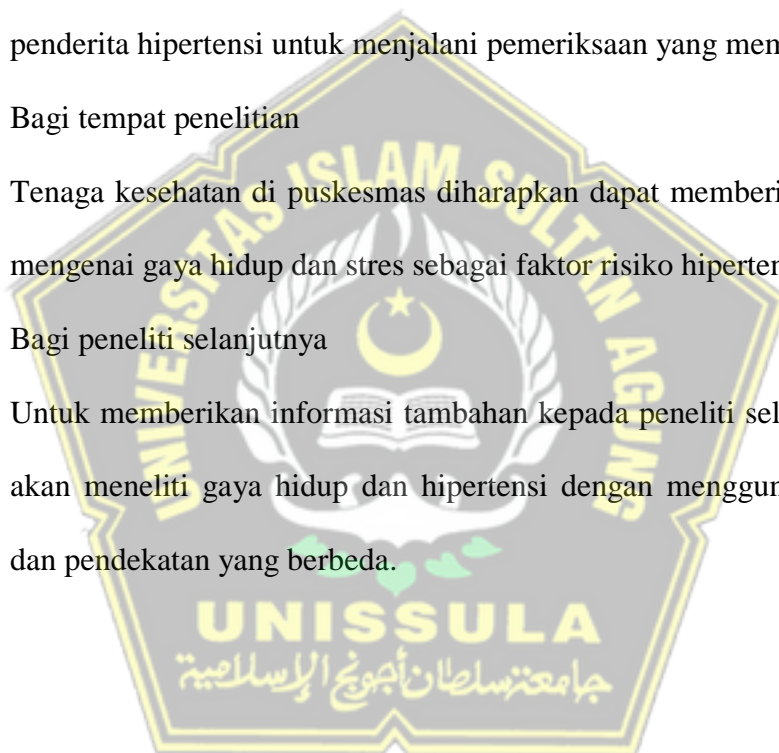 penderita hipertensi untuk menjalani pemeriksaan yang mem
Bagi tempat penelitian
Tenaga kesehatan di puskesmas diharapkan dapat memberi
mengenai gaya hidup dan stres sebagai faktor risiko hiperten
Bagi peneliti selanjutnya
Untuk memberikan informasi tambahan kepada peneliti sel
akan meneliti gaya hidup dan hipertensi dengan menggun
dan pendekatan yang berbeda.
UNIVERSITAS ISLAM SULTAN AGUNG
UNISSULA
جامعة سلطان أجونج الإسلامية